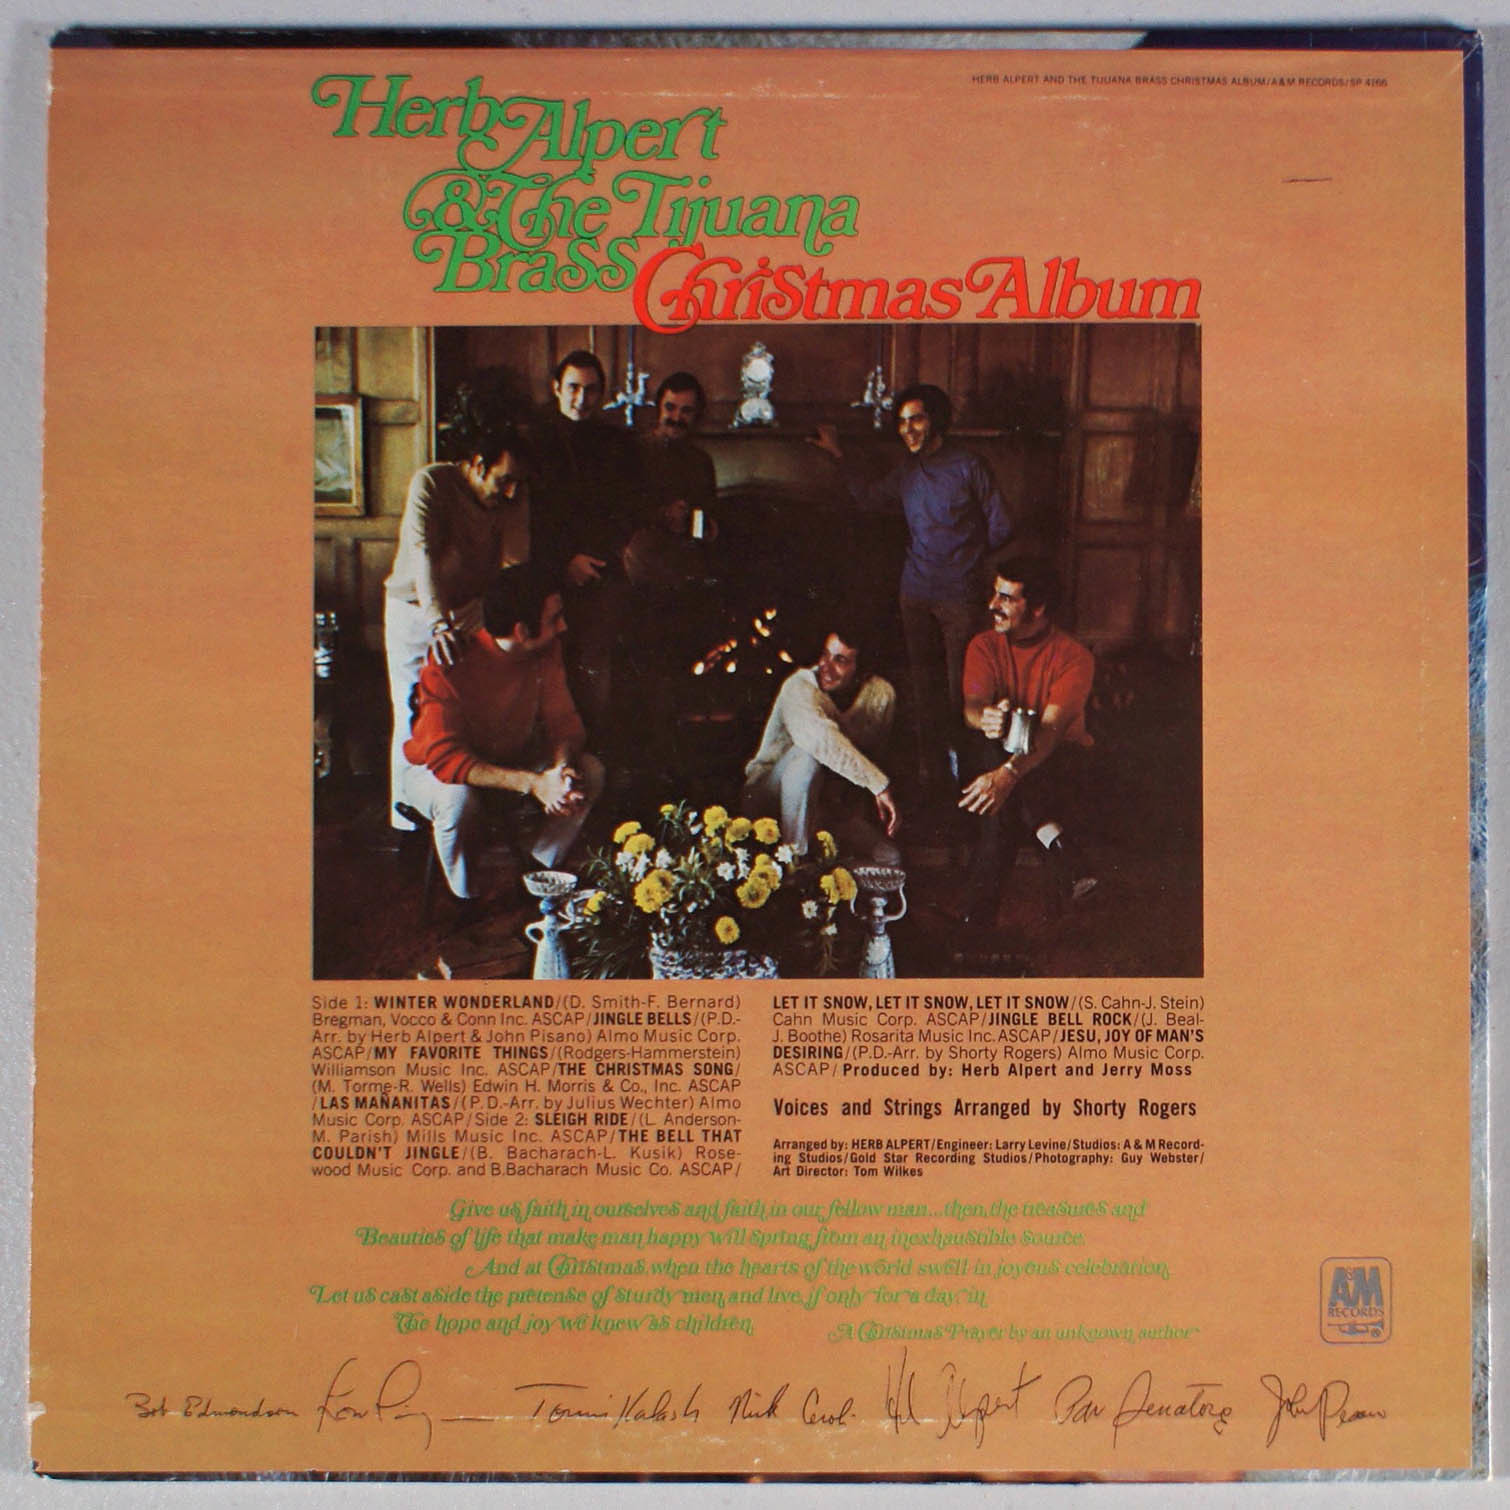 HERB ALPERT AND THE TIJUANA BRASS CHRISTMAS ALBUM/A&M RECORDS/SP 4166
Herb Alpert
& The Tijuana
Brass Christmas Album
Side 1: WINTER WONDERLAND/(D. Smith-F. Bernard)
Bregman, Vocco & Conn Inc. ASCAP/JINGLE BELLS/(P.D.-
Arr. by Herb Alpert & John Pisano) Almo Music Corp.
ASCAP/MY FAVORITE THINGS/(Rodgers-Hammerstein)
Williamson Music Inc. ASCAP/THE CHRISTMAS SONG/
(M. Torme-R. Wells) Edwin H. Morris & Co., Inc. ASCAP
/LAS MAÑANITAS/(P.D.-Arr. by Julius Wechter) Almo
Music Corp. ASCAP/Side 2: SLEIGH RIDE/(L. Anderson-
M. Parish) Mills Music Inc. ASCAP/THE BELL THAT
COULDN'T JINGLE/(B. Bacharach-L. Kusik) Rose-
wood Music Corp. and B.Bacharach Music Co. ASCAP/
LET IT SNOW, LET IT SNOW, LET IT SNOW/(S. Cahn-J. Stein)
Cahn Music Corp. ASCAP/JINGLE BELL ROCK/(J. Beal-
J. Boothe) Rosarita Music Inc. ASCAP/JESU, JOY OF MAN'S
DESIRING/(P.D.-Arr. by Shorty Rogers) Almo Music Corp.
ASCAP/Produced by: Herb Alpert and Jerry Moss
Voices and Strings Arranged by Shorty Rogers
Arranged by: HERB ALPERT/Engineer: Larry Levine/Studios: A & M Record-
ing Studios/Gold Star Recording Studios/Photography: Guy Webster/
Art Director: Tom Wilkes
Give us faith in ourselves and faith in our fellow man...then, the treasures and
Beauties of life that make man happy will Spring from an inexhaustible Source.
And at Christmas, when the hearts of the world swell in joyous celebration,
Let us cast aside the pretense of sturdy men and live, if only for a day, in
The hope and joy we knew as children.
A Christmas Prayer by an unknown author
A&M
RECORDS
®
Bob Edmondson Lou Pagani Tonni Kalash Nick Ceroli Herb Alpert Pat Senatore John Pisano